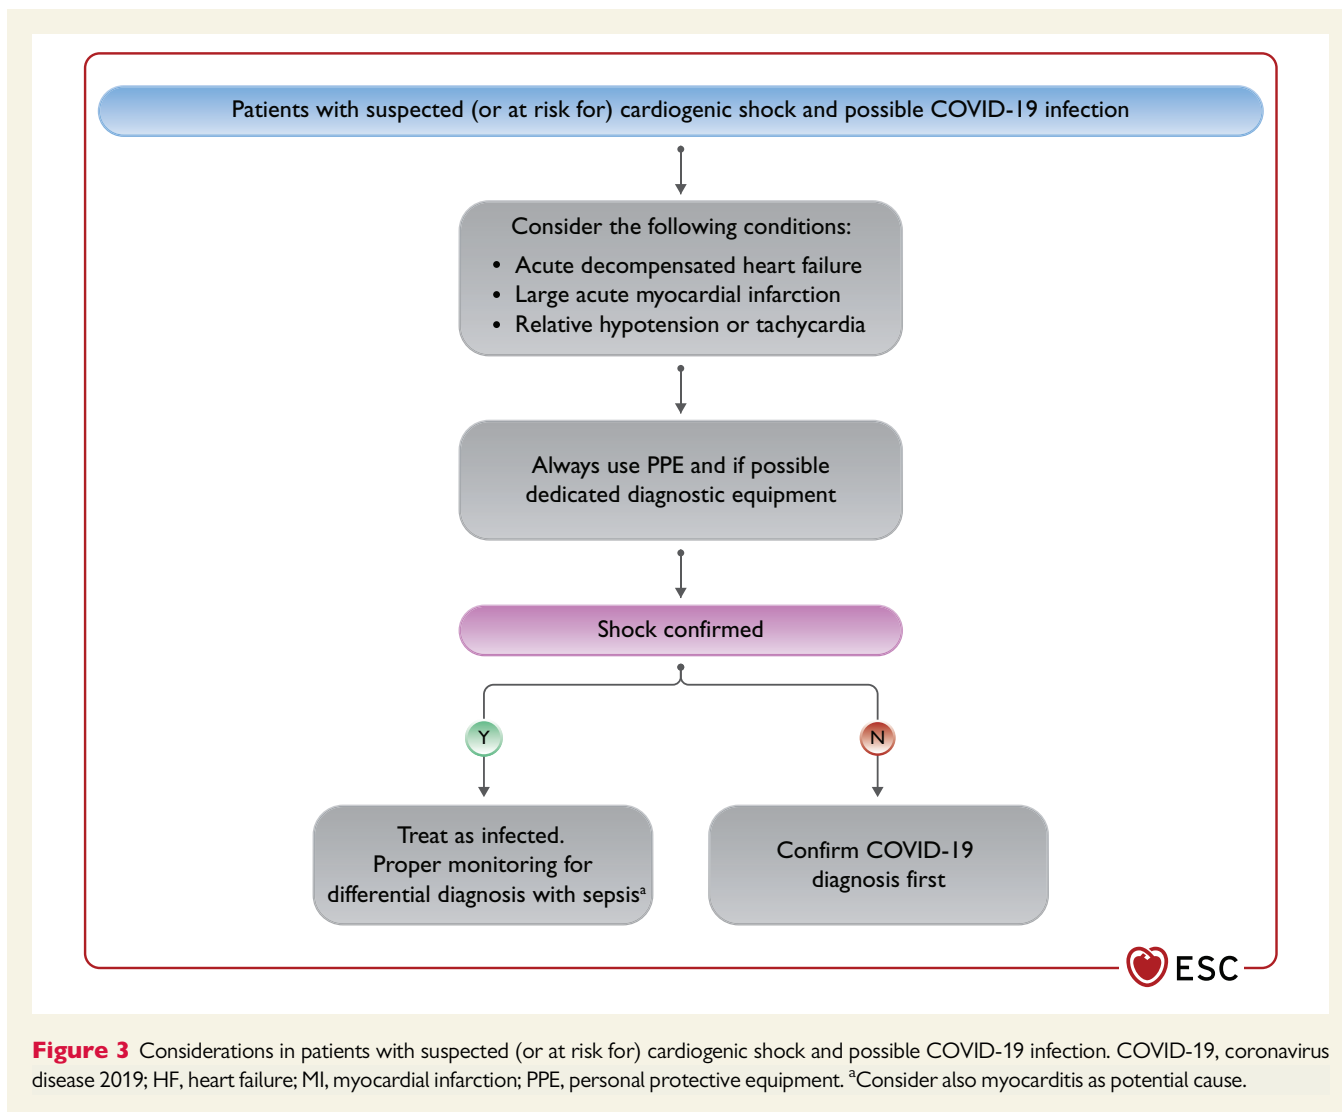 Patients with suspected (or at risk for) cardiogenic shock and possible COVID-19 infection
Consider the following conditions:
• Acute decompensated heart failure
• Large acute myocardial infarction
• Relative hypotension or tachycardia
Always use PPE and if possible
dedicated diagnostic equipment
Shock confirmed
Y
N
Treat as infected.
Proper monitoring for
differential diagnosis with sepsisᵃ
Confirm COVID-19
diagnosis first
ESC
Figure 3 Considerations in patients with suspected (or at risk for) cardiogenic shock and possible COVID-19 infection. COVID-19, coronavirus
disease 2019; HF, heart failure; MI, myocardial infarction; PPE, personal protective equipment. ᵃConsider also myocarditis as potential cause.